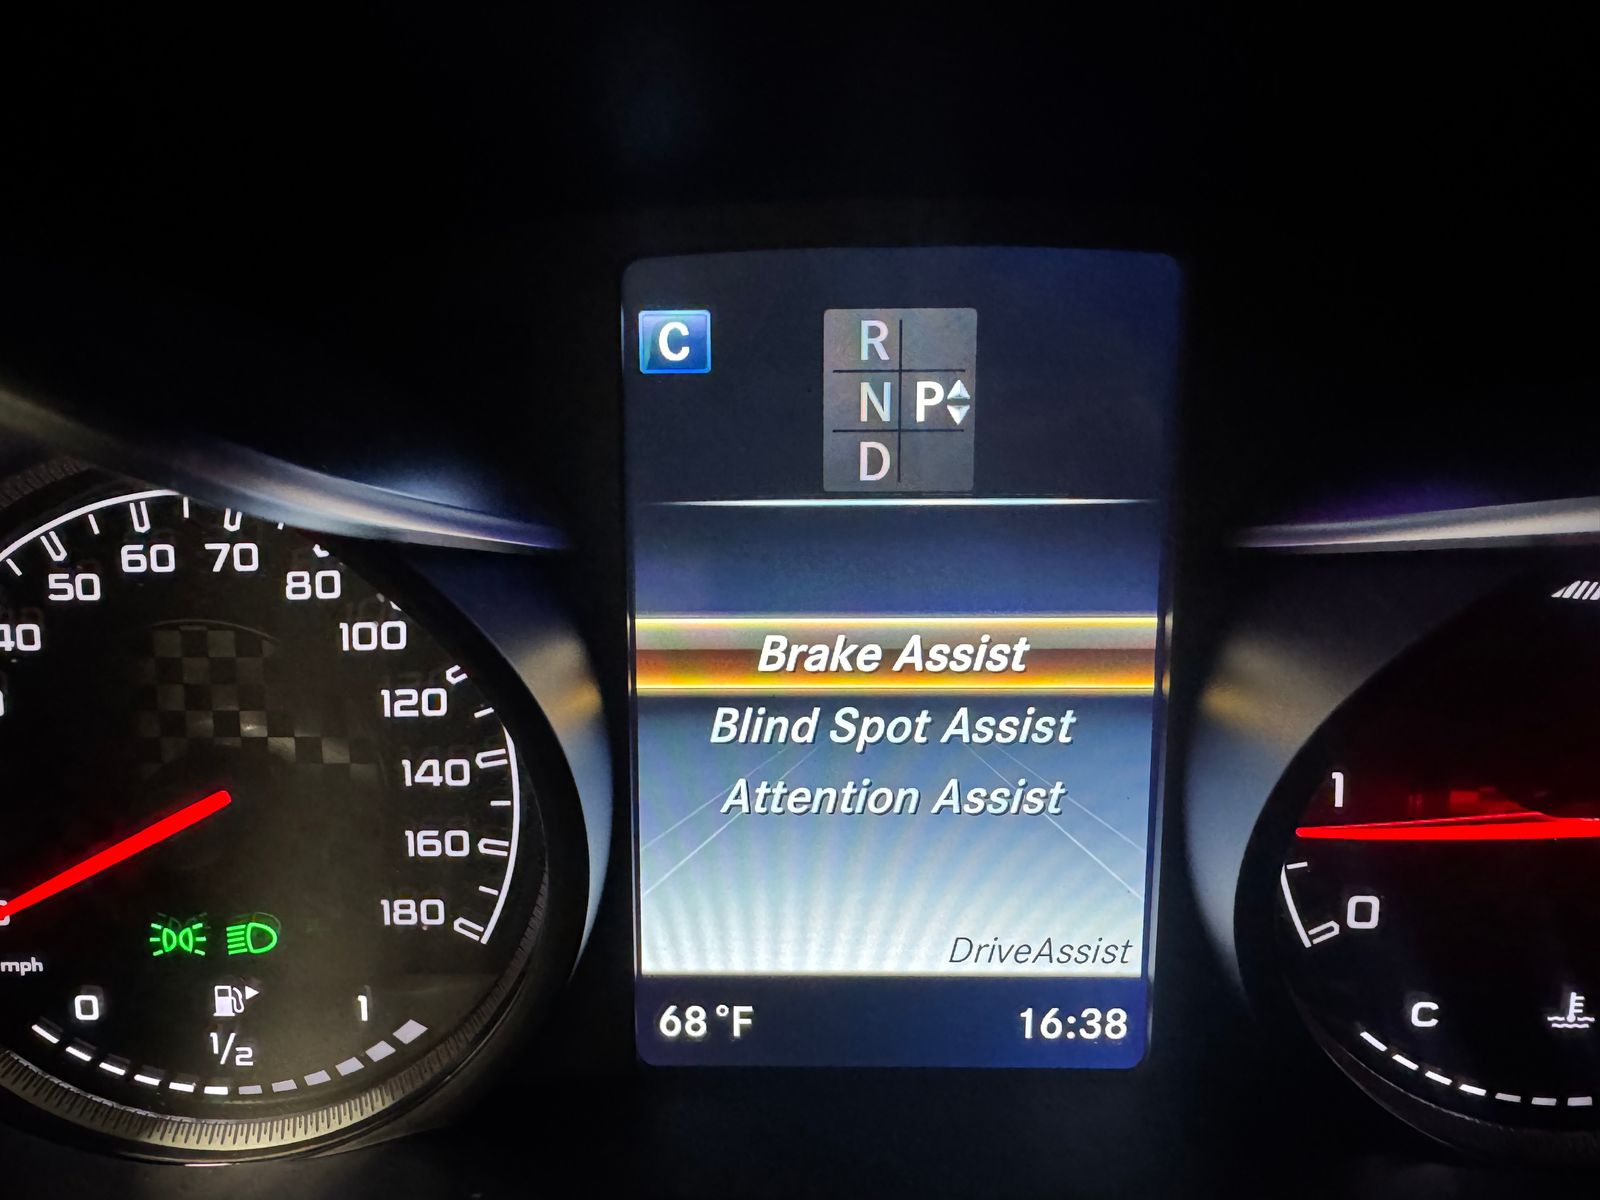 C
R
N P
D
50 60 70 80
40 100
120
140
160
180
mph
0 1
1/2
Brake Assist
Blind Spot Assist
Attention Assist
DriveAssist
68 °F 16:38
1
0
C